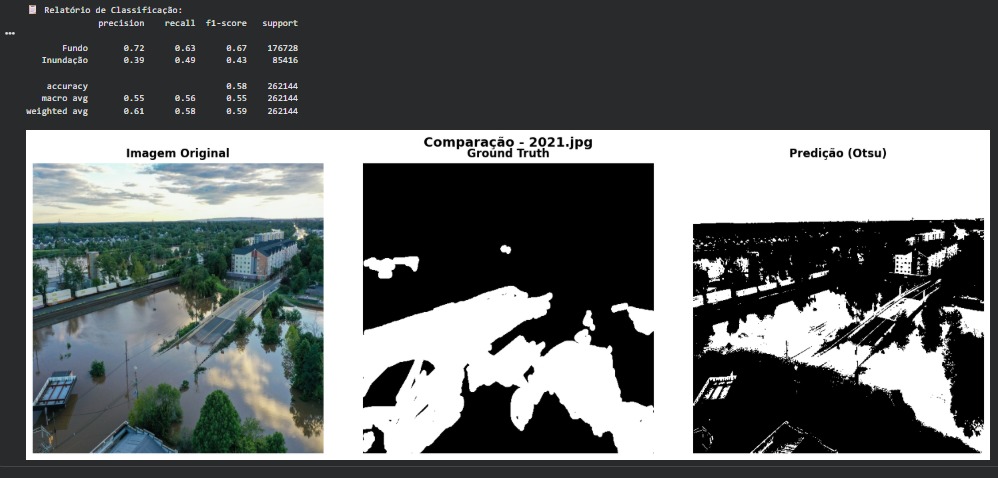 Relatório de Classificação:
precision recall f1-score support
Fundo 0.72 0.63 0.67 176728
Inundação 0.39 0.49 0.43 85416
accuracy 0.58 262144
macro avg 0.55 0.56 0.55 262144
weighted avg 0.61 0.58 0.59 262144
Comparação - 2021.jpg
Imagem Original
Ground Truth
Predição (Otsu)